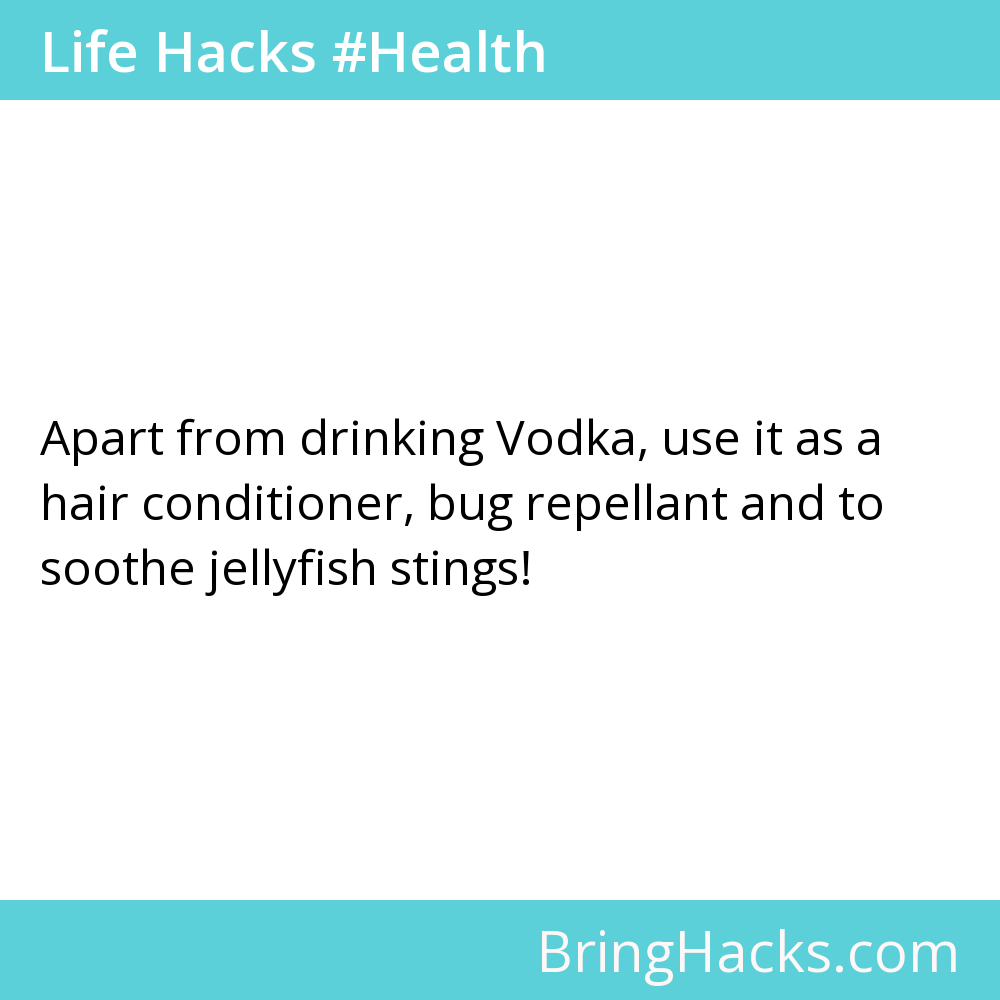 Life Hacks #Health
Apart from drinking Vodka, use it as a
hair conditioner, bug repellant and to
soothe jellyfish stings!
BringHacks.com